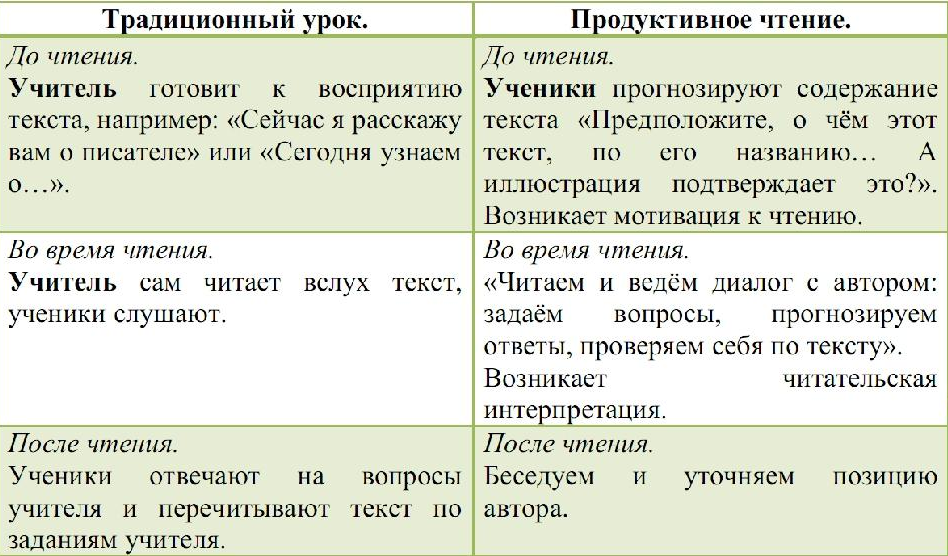 Традиционный урок.
Продуктивное чтение.
До чтения.
Учитель готовит к восприятию
текста, например: «Сейчас я расскажу
вам о писателе» или «Сегодня узнаем
о…».
До чтения.
Ученики прогнозируют содержание
текста «Предположите, о чём этот
текст, по его названию… А
иллюстрация подтверждает это?».
Возникает мотивация к чтению.
Во время чтения.
Учитель сам читает вслух текст,
ученики слушают.
Во время чтения.
«Читаем и ведём диалог с автором:
задаём вопросы, прогнозируем
ответы, проверяем себя по тексту».
Возникает читательская
интерпретация.
После чтения.
Ученики отвечают на вопросы
учителя и перечитывают текст по
заданиям учителя.
После чтения.
Беседуем и уточняем позицию
автора.